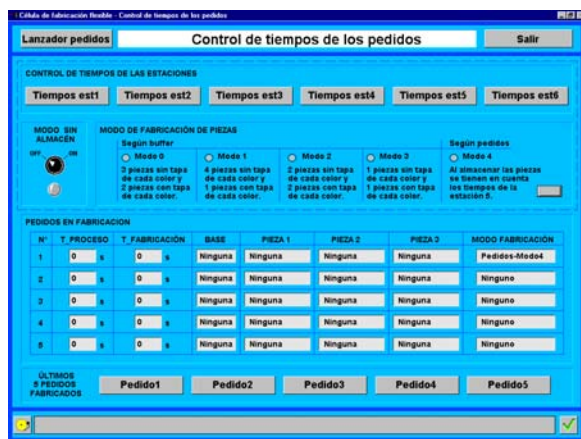 Célula de fabricación flexible - Control de tiempos de los pedidos
Lanzador pedidos Control de tiempos de los pedidos Salir
CONTROL DE TIEMPOS DE LAS ESTACIONES
Tiempos est1 Tiempos est2 Tiempos est3 Tiempos est4 Tiempos est5 Tiempos est6
MODO SIN ALMACÉN
OFF ON
MODO DE FABRICACIÓN DE PIEZAS
Según buffer Según pedidos
Modo 0 Modo 1 Modo 2 Modo 3 Modo 4
3 piezas sin tapa 4 piezas sin tapa 2 piezas sin tapa 1 piezas sin tapa Al almacenar las piezas
de cada color y de cada color y de cada color y de cada color y se tienen en cuenta
2 piezas con tapa 1 piezas con tapa 2 piezas con tapa 1 piezas con tapa los tiempos de la
de cada color. de cada color. de cada color. de cada color. estación 5.
PEDIDOS EN FABRICACION
Nº T_PROCESO T_FABRICACIÓN BASE PIEZA 1 PIEZA 2 PIEZA 3 MODO FABRICACIÓN
1 0 s 0 s Ninguna Ninguna Ninguna Ninguna Pedidos-Modo4
2 0 s 0 s Ninguna Ninguna Ninguna Ninguna Ninguno
3 0 s 0 s Ninguna Ninguna Ninguna Ninguna Ninguno
4 0 s 0 s Ninguna Ninguna Ninguna Ninguna Ninguno
5 0 s 0 s Ninguna Ninguna Ninguna Ninguna Ninguno
ÚLTIMOS
5 PEDIDOS
FABRICADOS
Pedido1 Pedido2 Pedido3 Pedido4 Pedido5